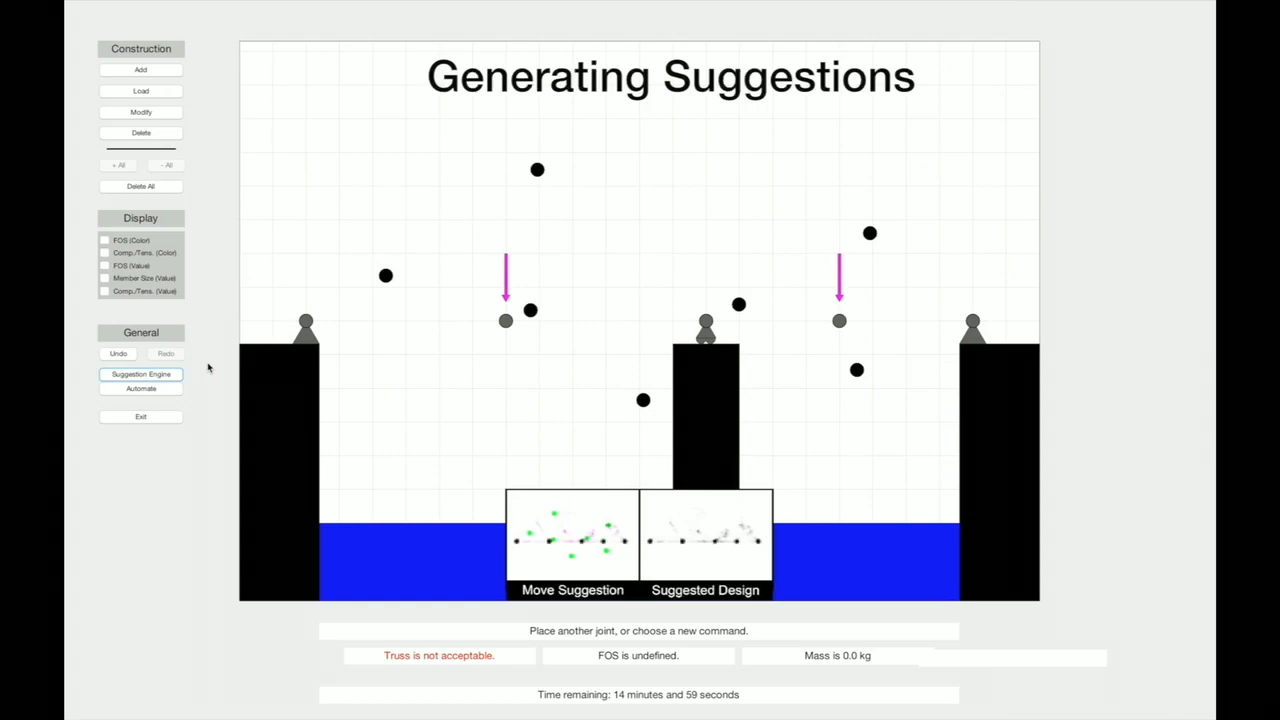 Construction
Add
Load
Modify
Delete
+ All
- All
Delete All
Display
FOS (Color)
Comp./Tens. (Color)
FOS (Value)
Member Size (Value)
Comp./Tens. (Value)
General
Undo
Redo
Suggestion Engine
Automate
Exit
Generating Suggestions
Move Suggestion
Suggested Design
Place another joint, or choose a new command.
Truss is not acceptable.
FOS is undefined.
Mass is 0.0 kg
Time remaining: 14 minutes and 59 seconds